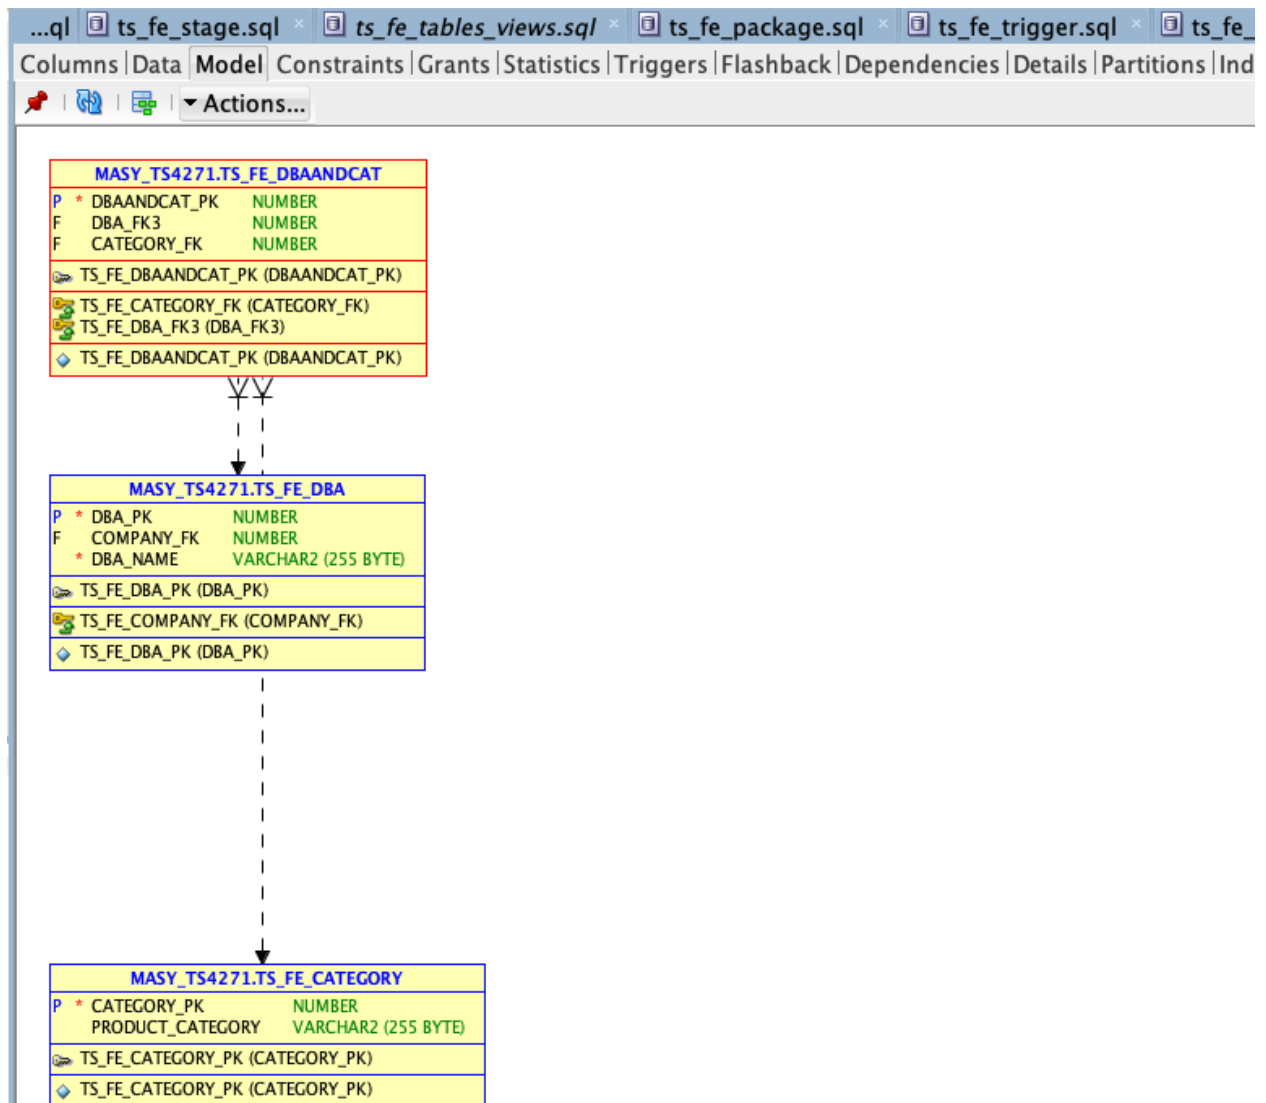 ...ql ts_fe_stage.sql × ts_fe_tables_views.sql × ts_fe_package.sql × ts_fe_trigger.sql × ts_fe_
Columns Data Model Constraints Grants Statistics Triggers Flashback Dependencies Details Partitions Ind
Actions...
MASY_TS4271.TS_FE_DBAANDCAT
P * DBAANDCAT_PK NUMBER
F DBA_FK3 NUMBER
F CATEGORY_FK NUMBER
TS_FE_DBAANDCAT_PK (DBAANDCAT_PK)
TS_FE_CATEGORY_FK (CATEGORY_FK)
TS_FE_DBA_FK3 (DBA_FK3)
TS_FE_DBAANDCAT_PK (DBAANDCAT_PK)
MASY_TS4271.TS_FE_DBA
P * DBA_PK NUMBER
F COMPANY_FK NUMBER
* DBA_NAME VARCHAR2 (255 BYTE)
TS_FE_DBA_PK (DBA_PK)
TS_FE_COMPANY_FK (COMPANY_FK)
TS_FE_DBA_PK (DBA_PK)
MASY_TS4271.TS_FE_CATEGORY
P * CATEGORY_PK NUMBER
PRODUCT_CATEGORY VARCHAR2 (255 BYTE)
TS_FE_CATEGORY_PK (CATEGORY_PK)
TS_FE_CATEGORY_PK (CATEGORY_PK)